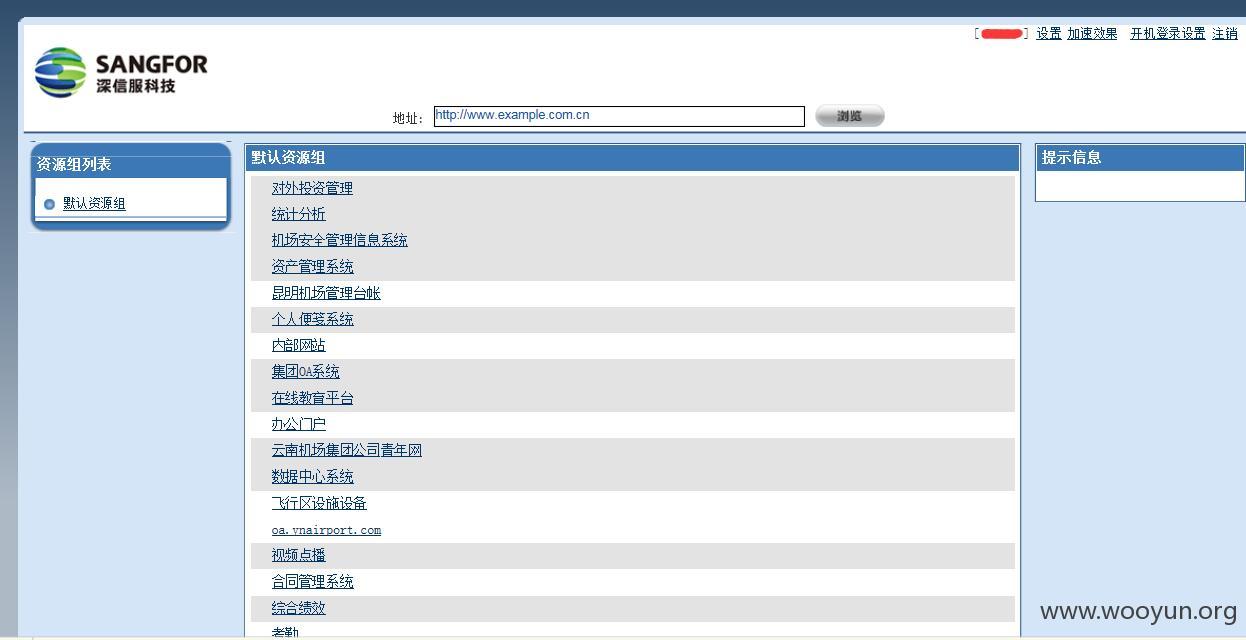 [ ] 设置 加速效果 开机登录设置 注销
SANGFOR
深信服科技
地址： http://www.example.com.cn 浏览
资源组列表
默认资源组
默认资源组
对外投资管理
统计分析
机场安全管理信息系统
资产管理系统
昆明机场管理台帐
个人便笺系统
内部网站
集团OA系统
在线教育平台
办公门户
云南机场集团公司青年网
数据中心系统
飞行区设施设备
oa.ynairport.com
视频点播
合同管理系统
综合绩效
考勤
提示信息
www.wooyun.org